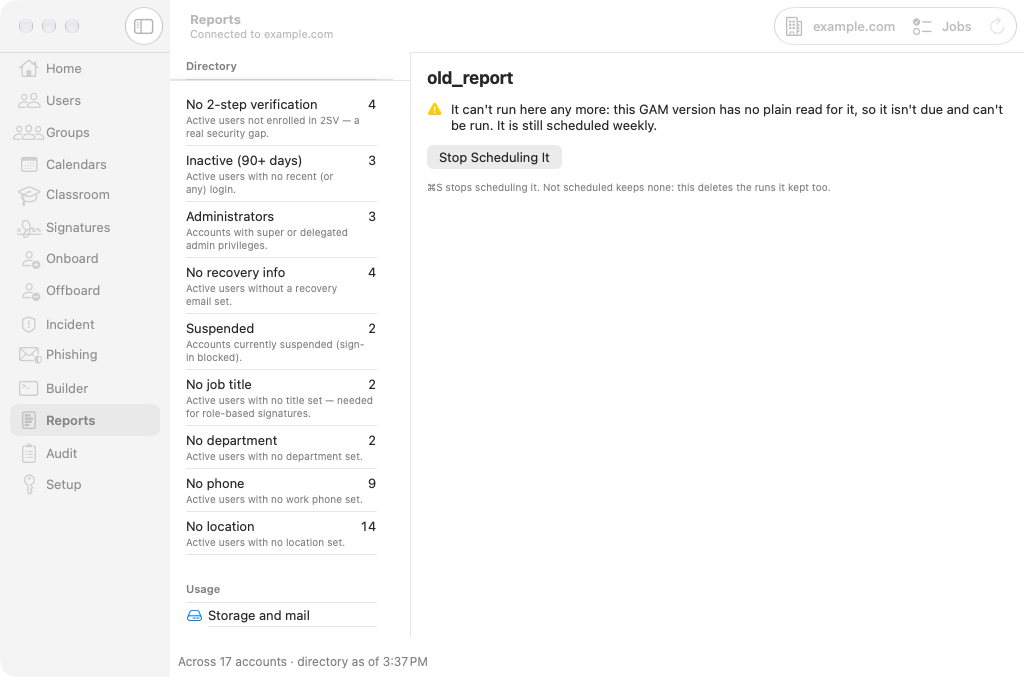 Reports
Connected to example.com
example.com
Jobs
Home
Users
Groups
Calendars
Classroom
Signatures
Onboard
Offboard
Incident
Phishing
Builder
Reports
Audit
Setup
Directory
No 2-step verification 4
Active users not enrolled in 2SV — a
real security gap.
Inactive (90+ days) 3
Active users with no recent (or
any) login.
Administrators 3
Accounts with super or delegated
admin privileges.
No recovery info 4
Active users without a recovery
email set.
Suspended 2
Accounts currently suspended (sign-
in blocked).
No job title 2
Active users with no title set — needed
for role-based signatures.
No department 2
Active users with no department set.
No phone 9
Active users with no work phone set.
No location 14
Active users with no location set.
Usage
Storage and mail
Across 17 accounts · directory as of 3:37 PM
old_report
It can't run here any more: this GAM version has no plain read for it, so it isn't due and can't
be run. It is still scheduled weekly.
Stop Scheduling It
⌘S stops scheduling it. Not scheduled keeps none: this deletes the runs it kept too.